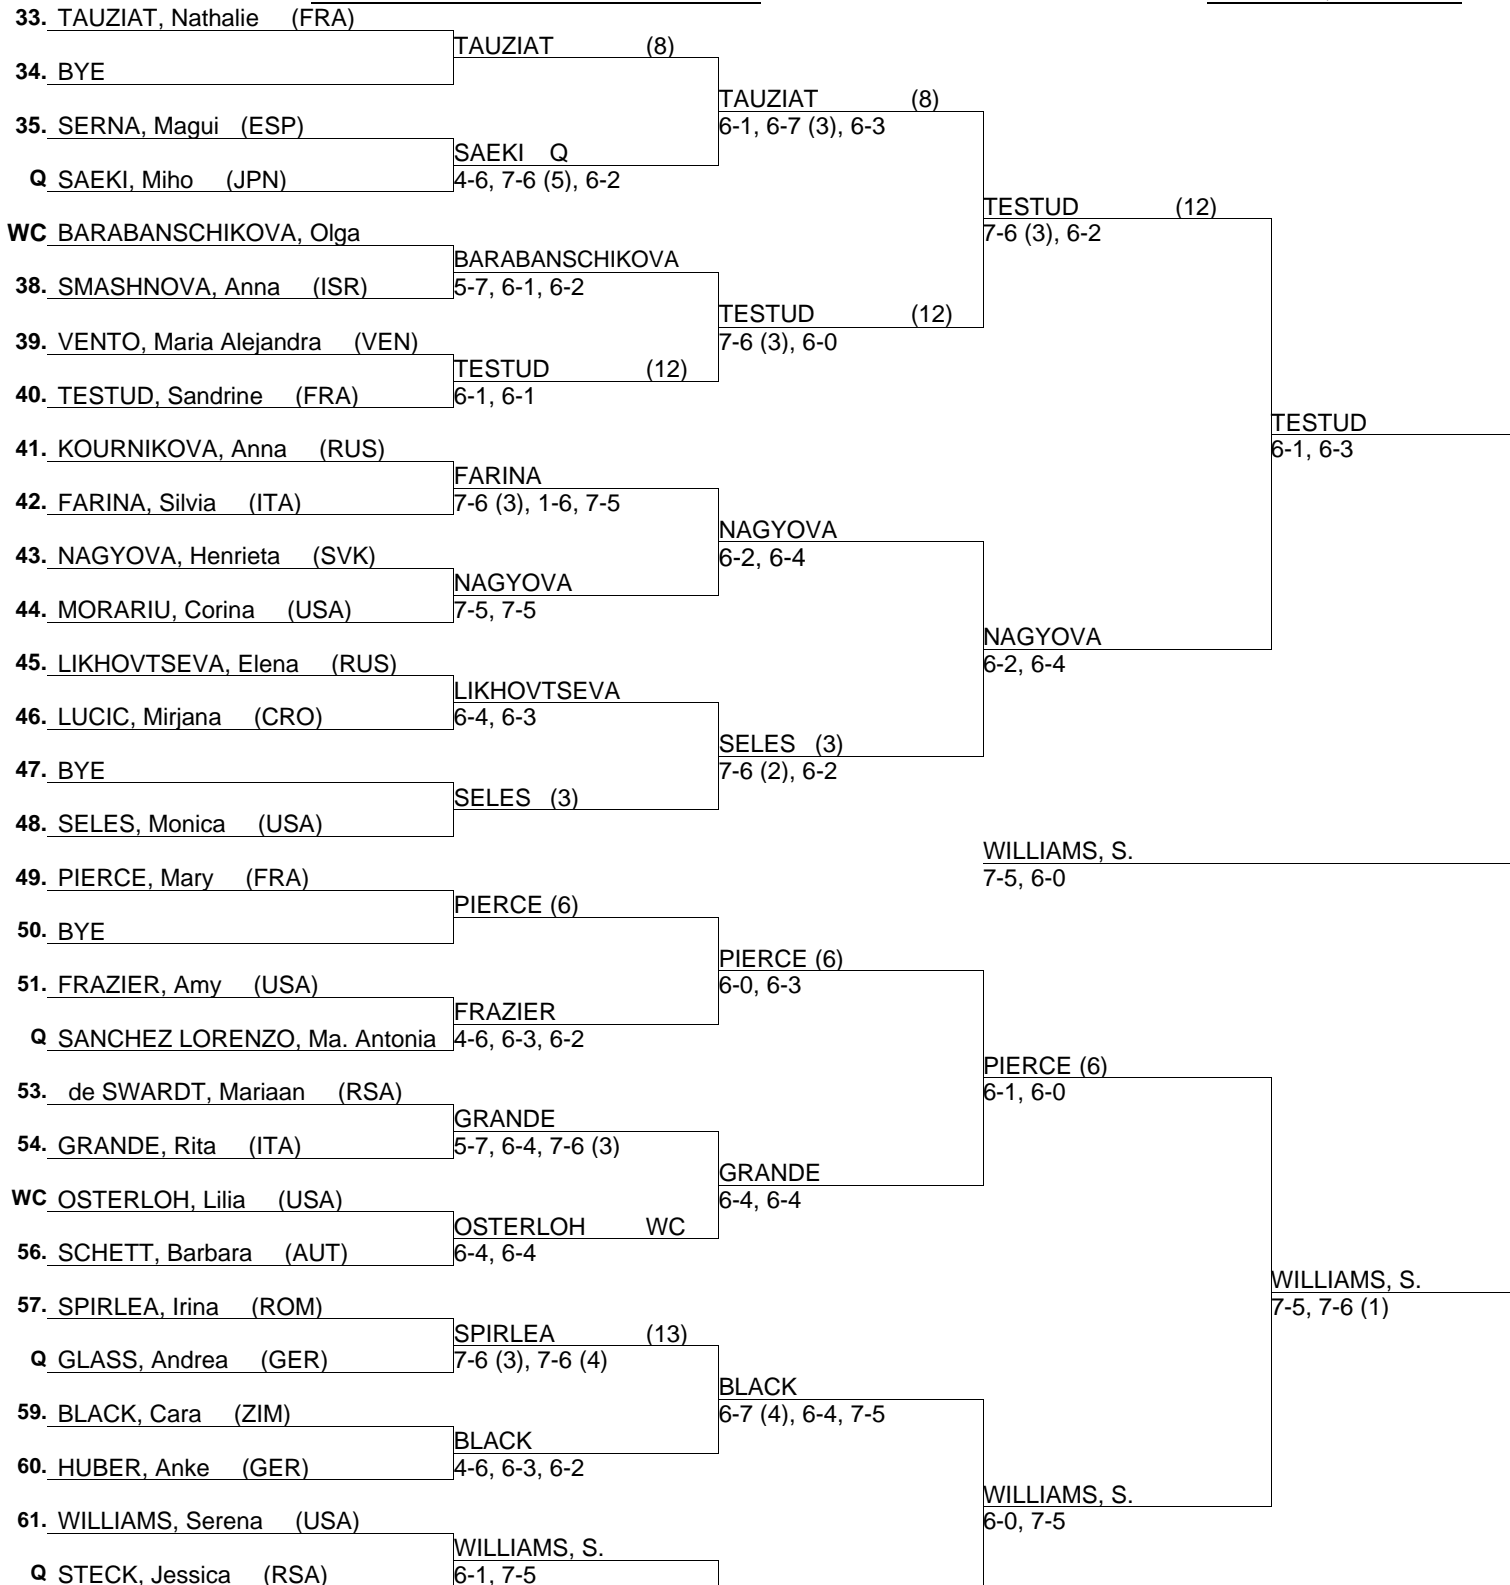 33. TAUZIAT, Nathalie (FRA)
TAUZIAT (8)
34. BYE
TAUZIAT (8)
6-1, 6-7 (3), 6-3
35. SERNA, Magui (ESP)
SAEKI Q
4-6, 7-6 (5), 6-2
Q SAEKI, Miho (JPN)
TESTUD (12)
7-6 (3), 6-2
WC BARABANSCHIKOVA, Olga
BARABANSCHIKOVA
5-7, 6-1, 6-2
38. SMASHNOVA, Anna (ISR)
TESTUD (12)
7-6 (3), 6-0
39. VENTO, Maria Alejandra (VEN)
TESTUD (12)
6-1, 6-1
40. TESTUD, Sandrine (FRA)
TESTUD
6-1, 6-3
41. KOURNIKOVA, Anna (RUS)
FARINA
7-6 (3), 1-6, 7-5
42. FARINA, Silvia (ITA)
NAGYOVA
6-2, 6-4
43. NAGYOVA, Henrieta (SVK)
NAGYOVA
7-5, 7-5
44. MORARIU, Corina (USA)
NAGYOVA
6-2, 6-4
45. LIKHOVTSEVA, Elena (RUS)
LIKHOVTSEVA
6-4, 6-3
46. LUCIC, Mirjana (CRO)
SELES (3)
7-6 (2), 6-2
47. BYE
SELES (3)
48. SELES, Monica (USA)
WILLIAMS, S.
7-5, 6-0
49. PIERCE, Mary (FRA)
PIERCE (6)
50. BYE
PIERCE (6)
6-0, 6-3
51. FRAZIER, Amy (USA)
FRAZIER
4-6, 6-3, 6-2
Q SANCHEZ LORENZO, Ma. Antonia
PIERCE (6)
6-1, 6-0
53. de SWARDT, Mariaan (RSA)
GRANDE
5-7, 6-4, 7-6 (3)
54. GRANDE, Rita (ITA)
GRANDE
6-4, 6-4
WC OSTERLOH, Lilia (USA)
OSTERLOH WC
6-4, 6-4
56. SCHETT, Barbara (AUT)
WILLIAMS, S.
7-5, 7-6 (1)
57. SPIRLEA, Irina (ROM)
SPIRLEA (13)
7-6 (3), 7-6 (4)
Q GLASS, Andrea (GER)
BLACK
6-7 (4), 6-4, 7-5
59. BLACK, Cara (ZIM)
BLACK
4-6, 6-3, 6-2
60. HUBER, Anke (GER)
WILLIAMS, S.
6-0, 7-5
61. WILLIAMS, Serena (USA)
WILLIAMS, S.
6-1, 7-5
Q STECK, Jessica (RSA)